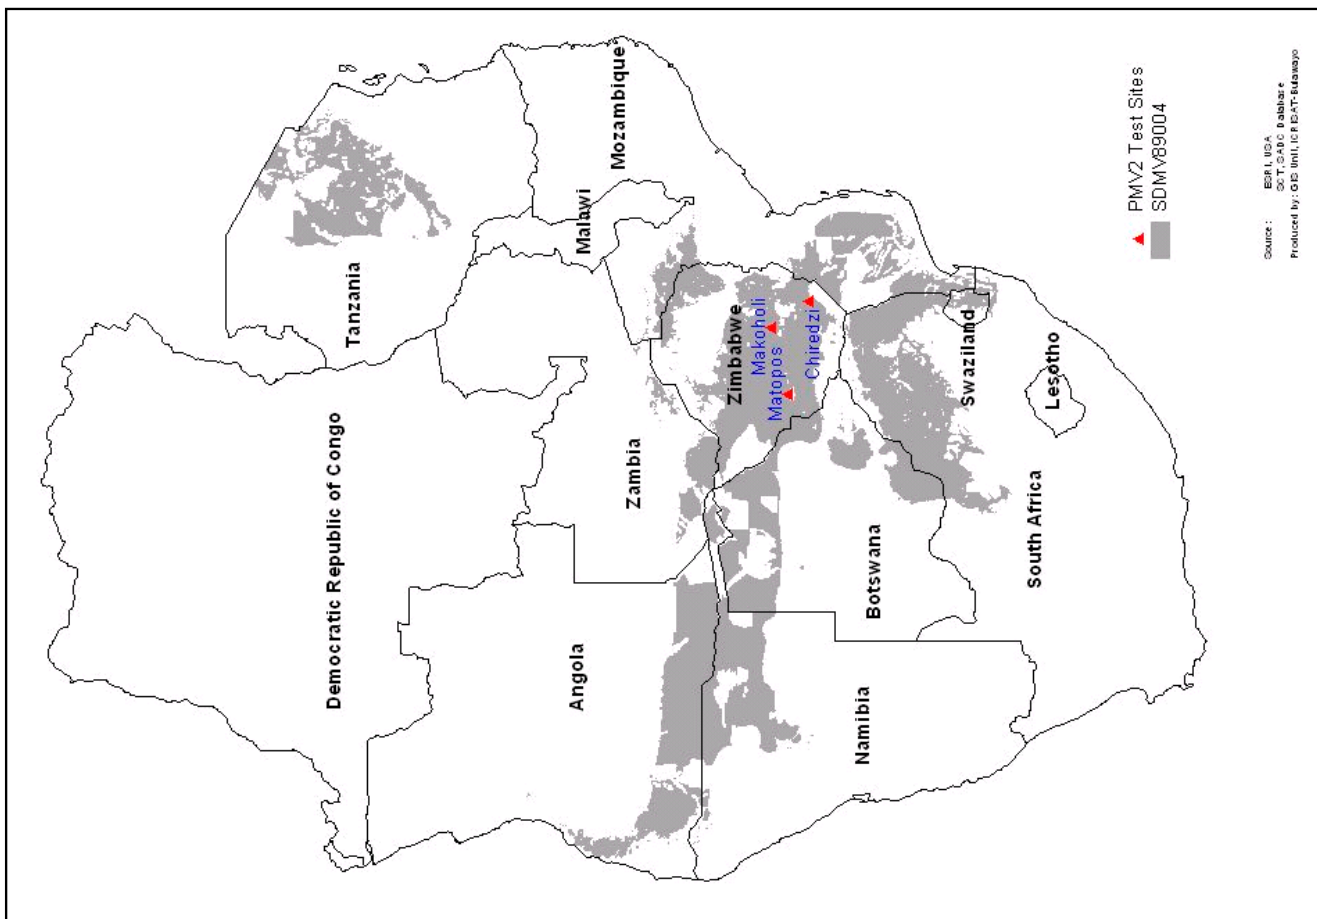 Democratic Republic of Congo
Tanzania
Angola
Malawi
Mozambique
Zambia
Zimbabwe
Makoholi
Matopos
Chiredzi
Namibia
Botswana
Swaziland
South Africa
Lesotho
PMV2 Test Sites
SDMV89004
Source : ESRI, USA
SCT, SADC Database
Produced by: GIS Unit, ICRISAT-Bulawayo